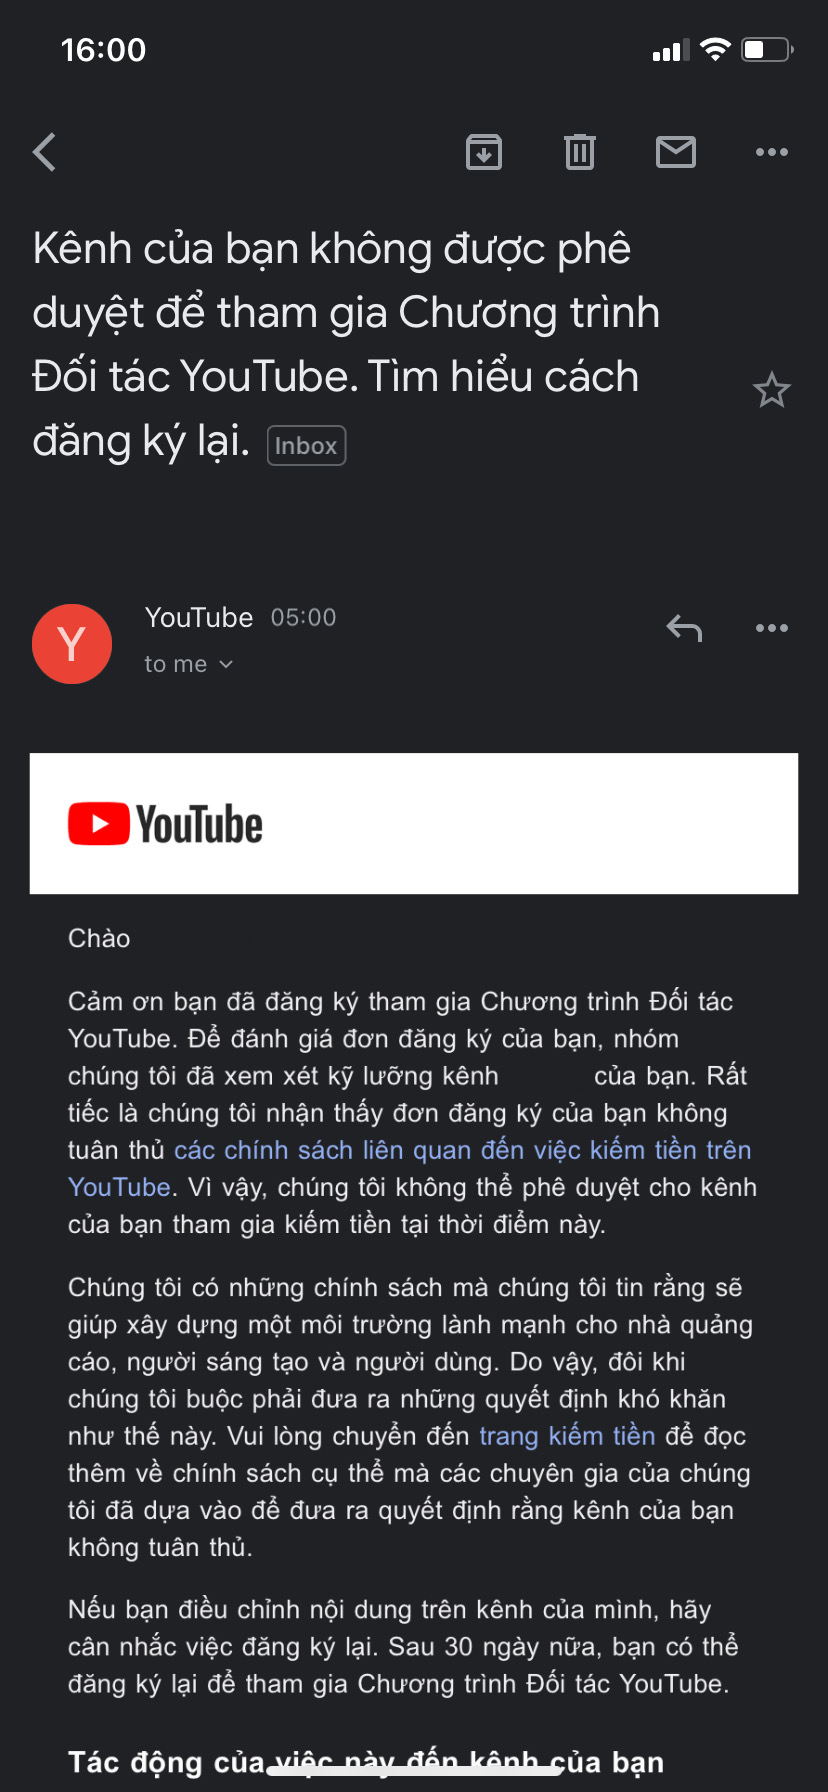 16:00
Kênh của bạn không được phê
duyệt để tham gia Chương trình
Đối tác YouTube. Tìm hiểu cách
đăng ký lại. Inbox
Y
YouTube 05:00
to me
YouTube
Chào
Cảm ơn bạn đã đăng ký tham gia Chương trình Đối tác
YouTube. Để đánh giá đơn đăng ký của bạn, nhóm
chúng tôi đã xem xét kỹ lưỡng kênh của bạn. Rất
tiếc là chúng tôi nhận thấy đơn đăng ký của bạn không
tuân thủ các chính sách liên quan đến việc kiếm tiền trên
YouTube. Vì vậy, chúng tôi không thể phê duyệt cho kênh
của bạn tham gia kiếm tiền tại thời điểm này.
Chúng tôi có những chính sách mà chúng tôi tin rằng sẽ
giúp xây dựng một môi trường lành mạnh cho nhà quảng
cáo, người sáng tạo và người dùng. Do vậy, đôi khi
chúng tôi buộc phải đưa ra những quyết định khó khăn
như thế này. Vui lòng chuyển đến trang kiếm tiền để đọc
thêm về chính sách cụ thể mà các chuyên gia của chúng
tôi đã dựa vào để đưa ra quyết định rằng kênh của bạn
không tuân thủ.
Nếu bạn điều chỉnh nội dung trên kênh của mình, hãy
cân nhắc việc đăng ký lại. Sau 30 ngày nữa, bạn có thể
đăng ký lại để tham gia Chương trình Đối tác YouTube.
Tác động của việc này đến kênh của bạn